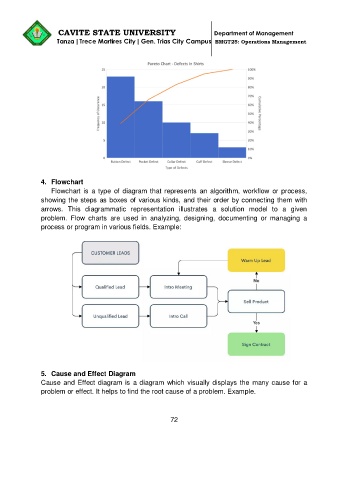 CAVITE STATE UNIVERSITY Department of Management
Tanza | Trece Martires City | Gen. Trias City Campus BMGT25: Operations Management
Pareto Chart - Defects in Shirts
25 100%
90%
20 80%
70%
15 60%
50%
10 40%
30%
5 20%
10%
0 0%
Frequency of Occurrence
Cumulative Percentage
Button Defect Pocket Defect Collar Defect Cuff Defect Sleeve Defect
Type of Defects
4. Flowchart
Flowchart is a type of diagram that represents an algorithm, workflow or process,
showing the steps as boxes of various kinds, and their order by connecting them with
arrows. This diagrammatic representation illustrates a solution model to a given
problem. Flow charts are used in analyzing, designing, documenting or managing a
process or program in various fields. Example:
CUSTOMER LEADS
Warm Up Lead
No
Qualified Lead Intro Meeting
Sell Product
Unqualified Lead Intro Call
Yes
Sign Contract
5. Cause and Effect Diagram
Cause and Effect diagram is a diagram which visually displays the many cause for a
problem or effect. It helps to find the root cause of a problem. Example.
72